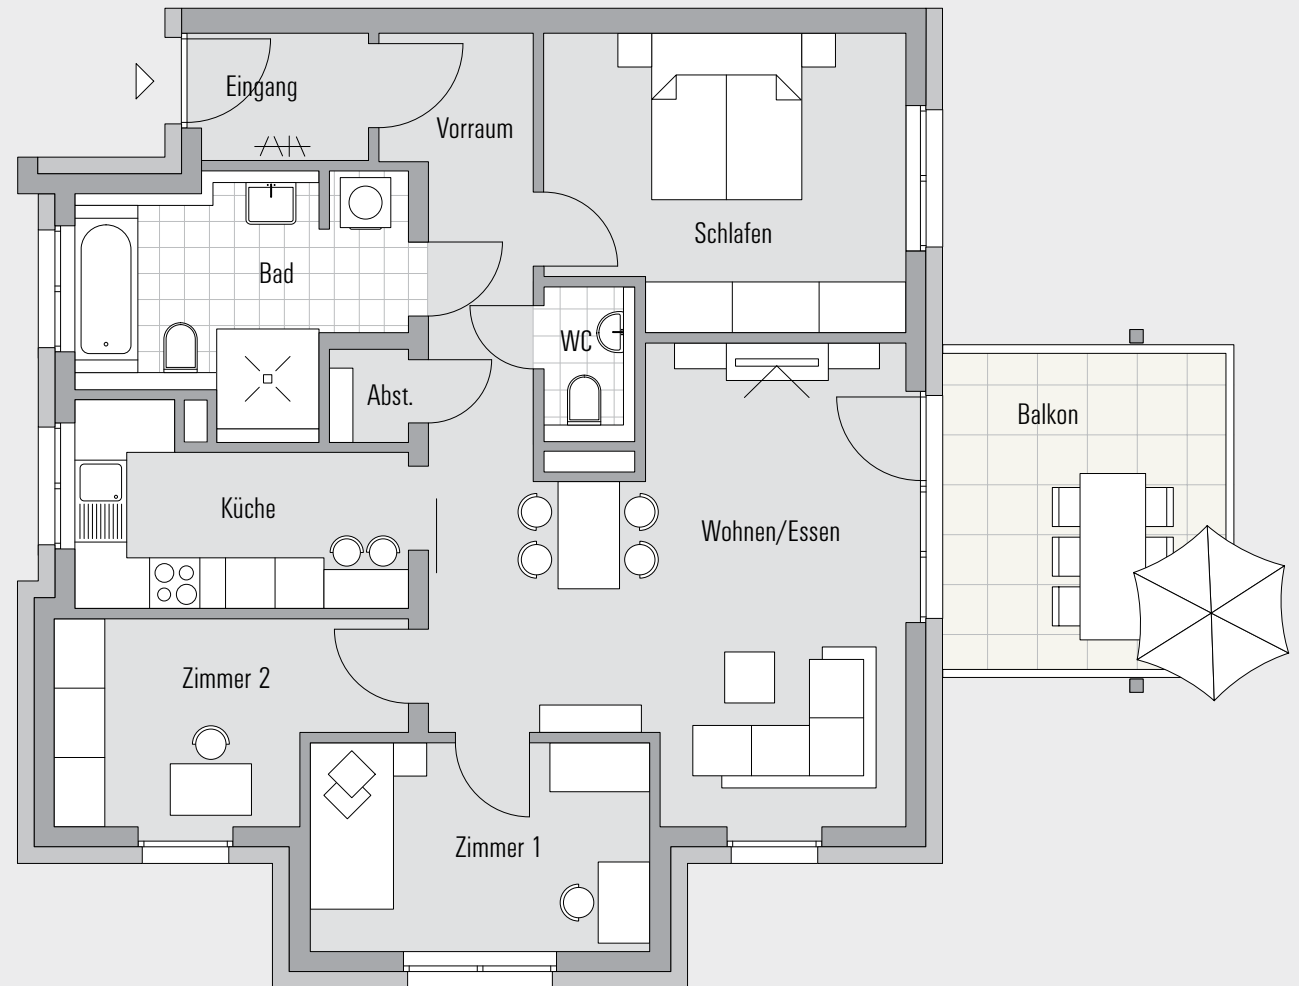 Eingang
Vorraum
Schlafen
Bad
WC
Abst.
Balkon
Küche
Wohnen/Essen
Zimmer 2
Zimmer 1